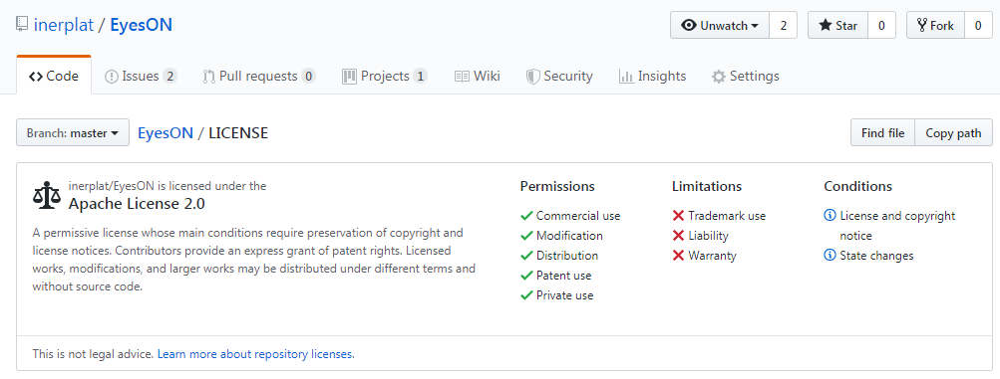 inerplat / EyesON
Unwatch 2 Star 0 Fork 0
Code Issues 2 Pull requests 0 Projects 1 Wiki Security Insights Settings
Branch: master EyesON / LICENSE Find file Copy path
inerplat/EyesON is licensed under the
Apache License 2.0
A permissive license whose main conditions require preservation of copyright and
license notices. Contributors provide an express grant of patent rights. Licensed
works, modifications, and larger works may be distributed under different terms and
without source code.
Permissions
Commercial use
Modification
Distribution
Patent use
Private use
Limitations
Trademark use
Liability
Warranty
Conditions
License and copyright
notice
State changes
This is not legal advice. Learn more about repository licenses.